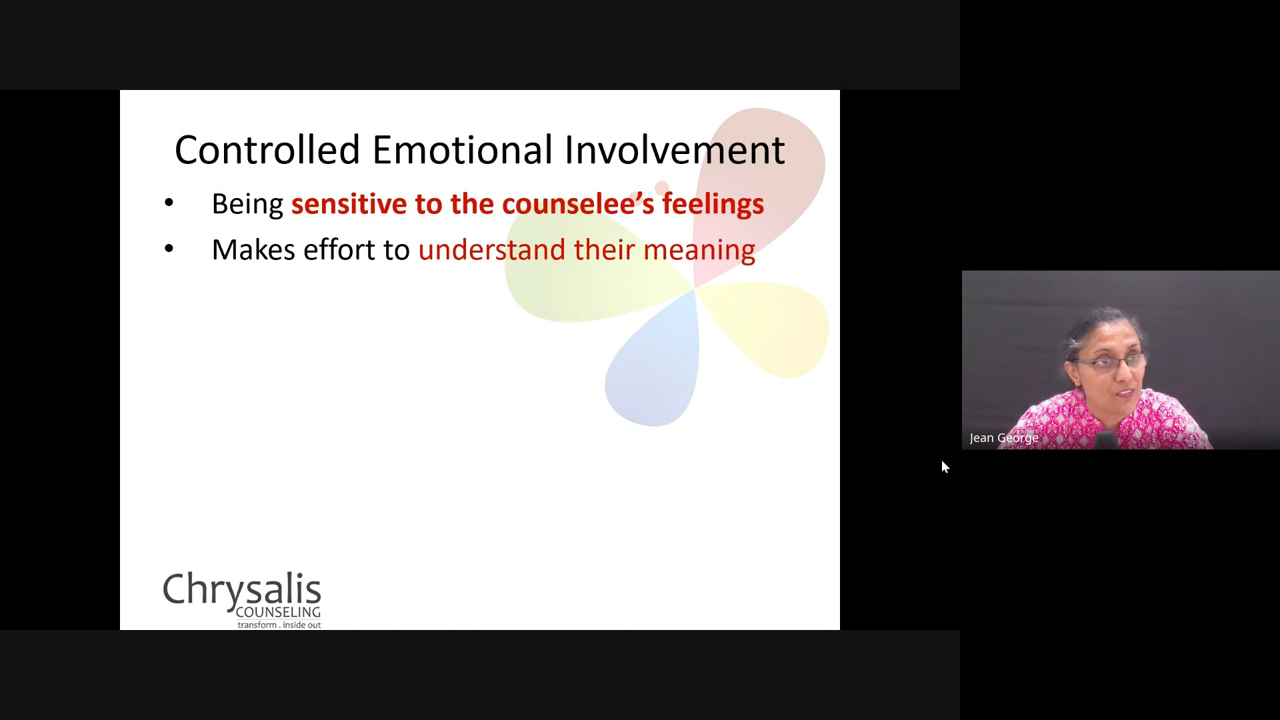 Controlled Emotional Involvement
• Being sensitive to the counselee’s feelings
• Makes effort to understand their meaning
Jean George
Chrysalis
COUNSELING
transform . inside out